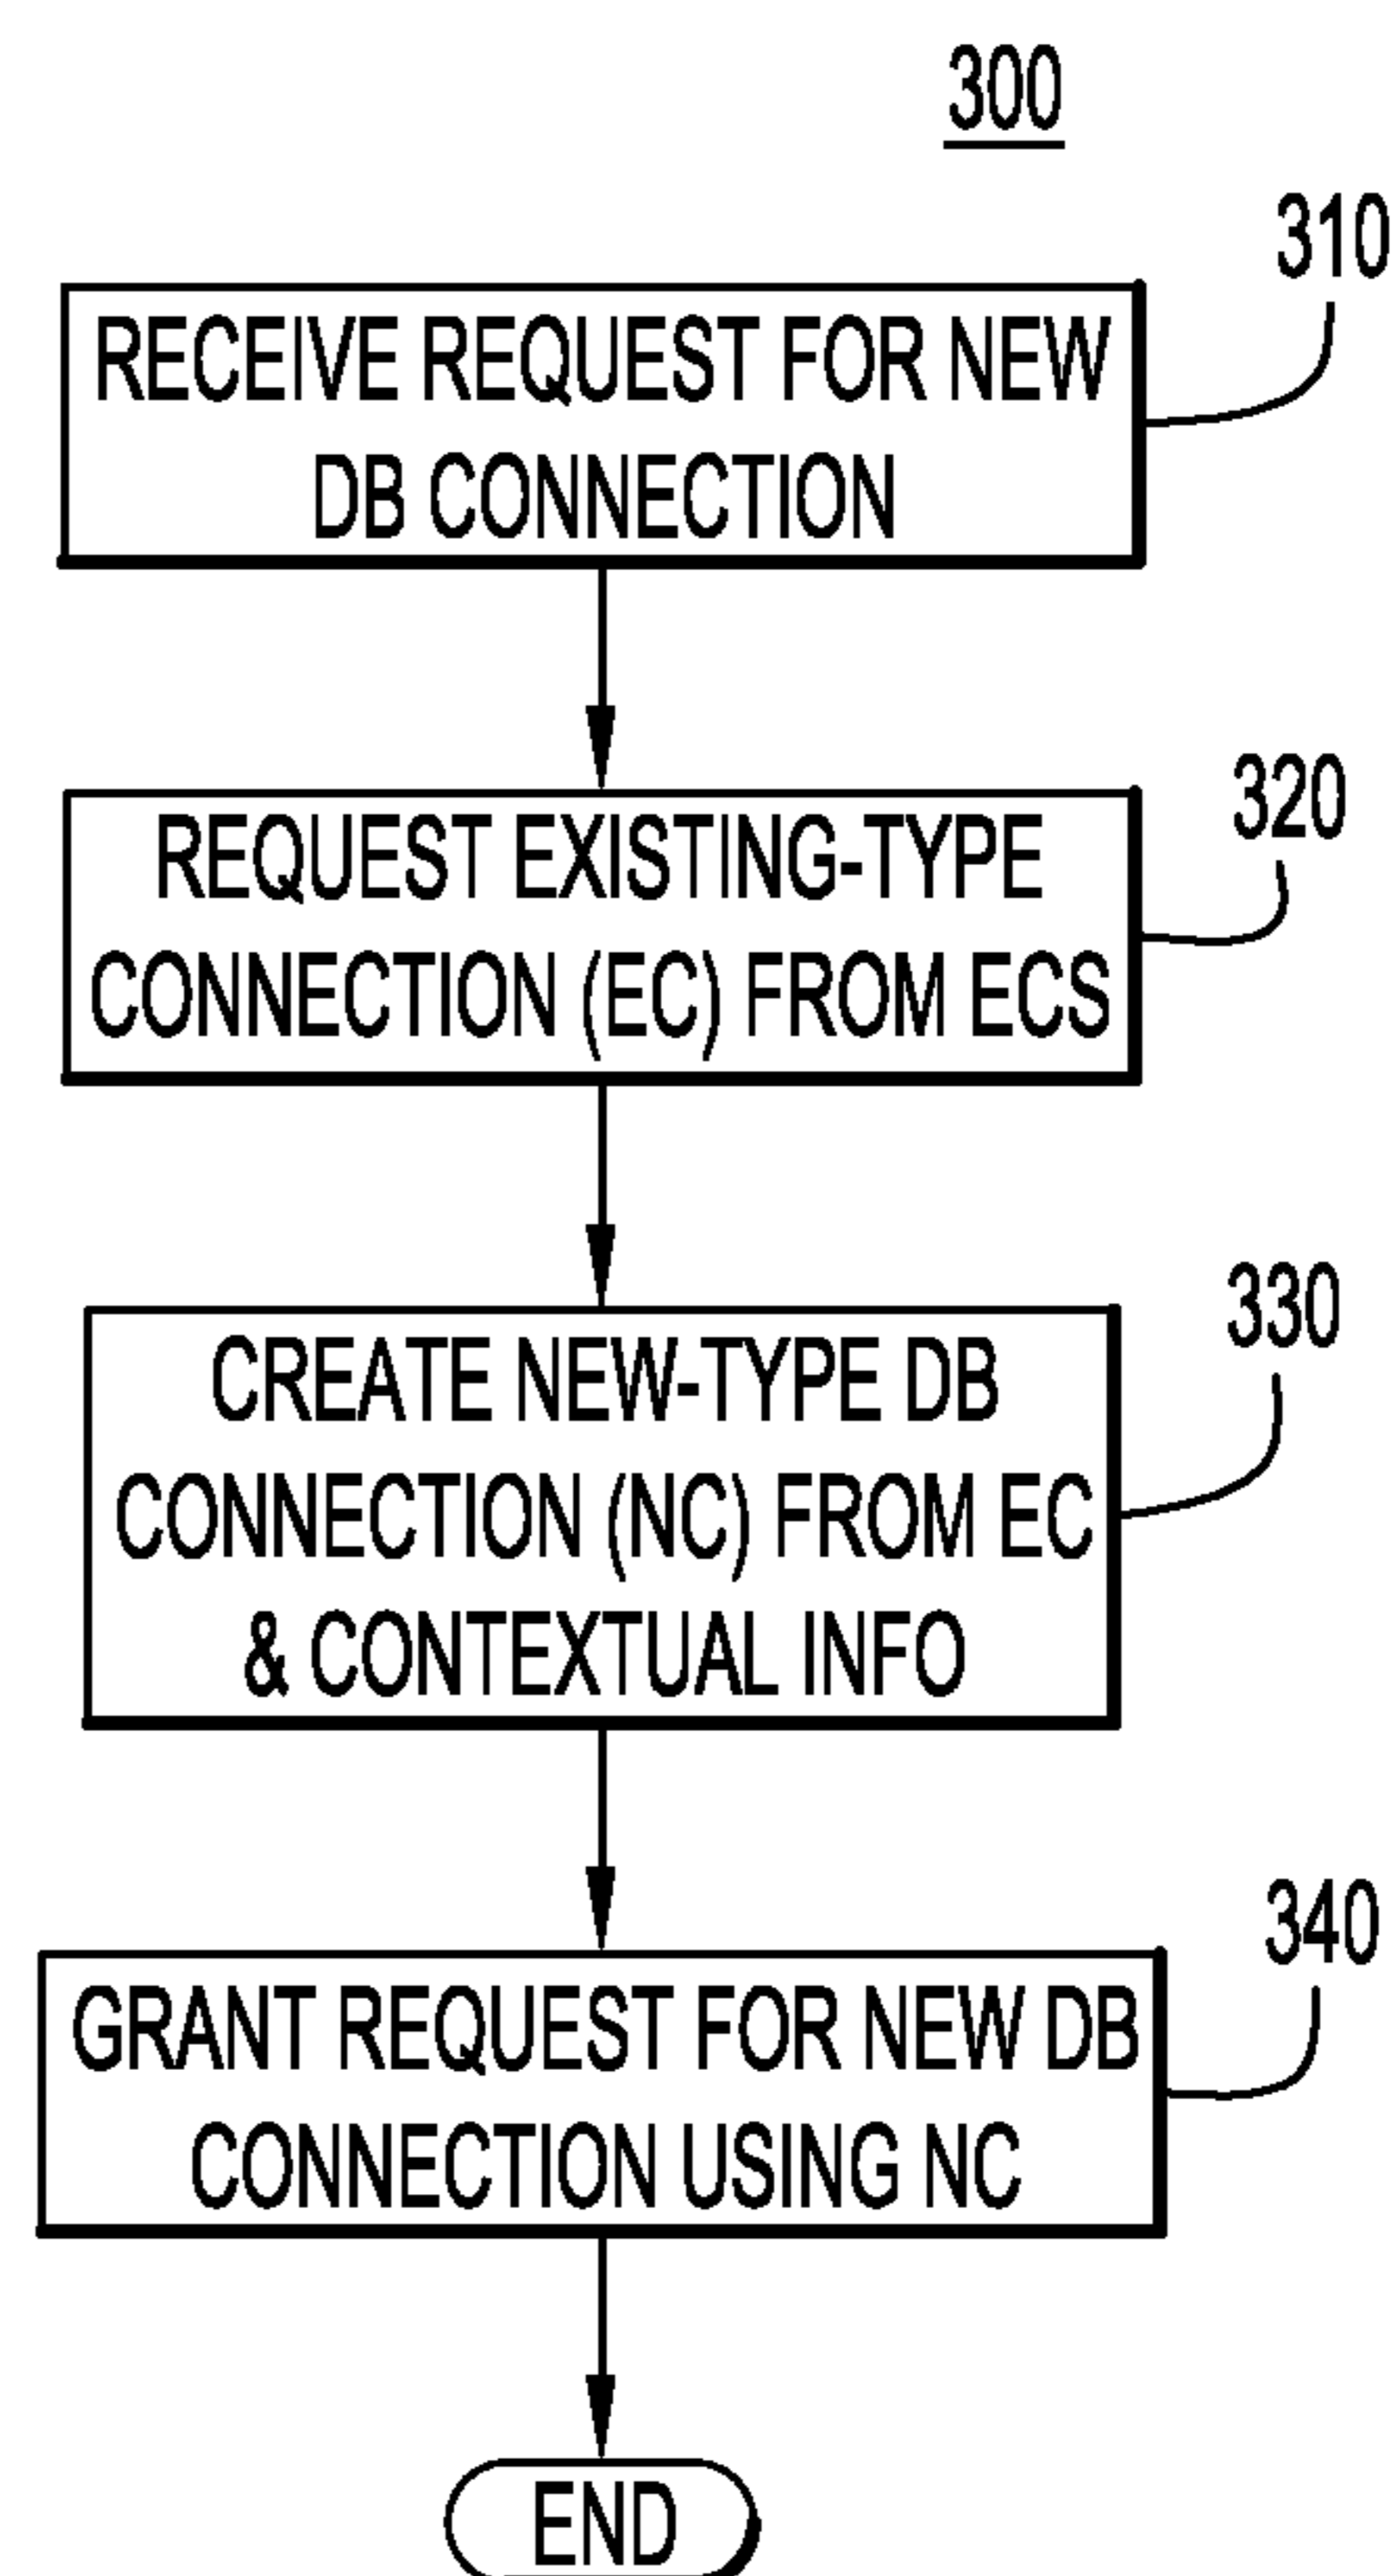 300
310
RECEIVE REQUEST FOR NEW
DB CONNECTION
320
REQUEST EXISTING-TYPE
CONNECTION (EC) FROM ECS
330
CREATE NEW-TYPE DB
CONNECTION (NC) FROM EC
& CONTEXTUAL INFO
340
GRANT REQUEST FOR NEW DB
CONNECTION USING NC
END